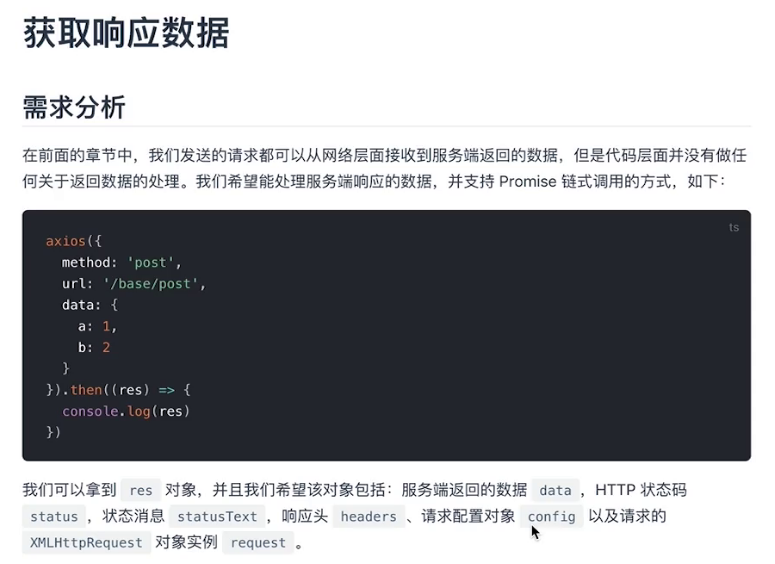 获取响应数据
需求分析
在前面的章节中，我们发送的请求都可以从网络层面接收到服务端返回的数据，但是代码层面并没有做任
何关于返回数据的处理。我们希望能处理服务端响应的数据，并支持 Promise 链式调用的方式，如下：
ts
axios({
  method: 'post',
  url: '/base/post',
  data: {
    a: 1,
    b: 2
  }
}).then((res) => {
  console.log(res)
})
我们可以拿到 res 对象，并且我们希望该对象包括：服务端返回的数据 data ，HTTP 状态码
status ，状态消息 statusText ，响应头 headers 、请求配置对象 config 以及请求的
XMLHttpRequest 对象实例 request 。